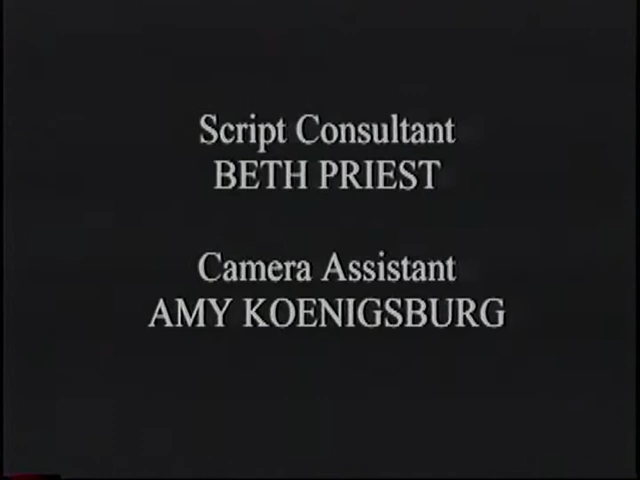 Script Consultant
BETH PRIEST
Camera Assistant
AMY KOENIGSBURG